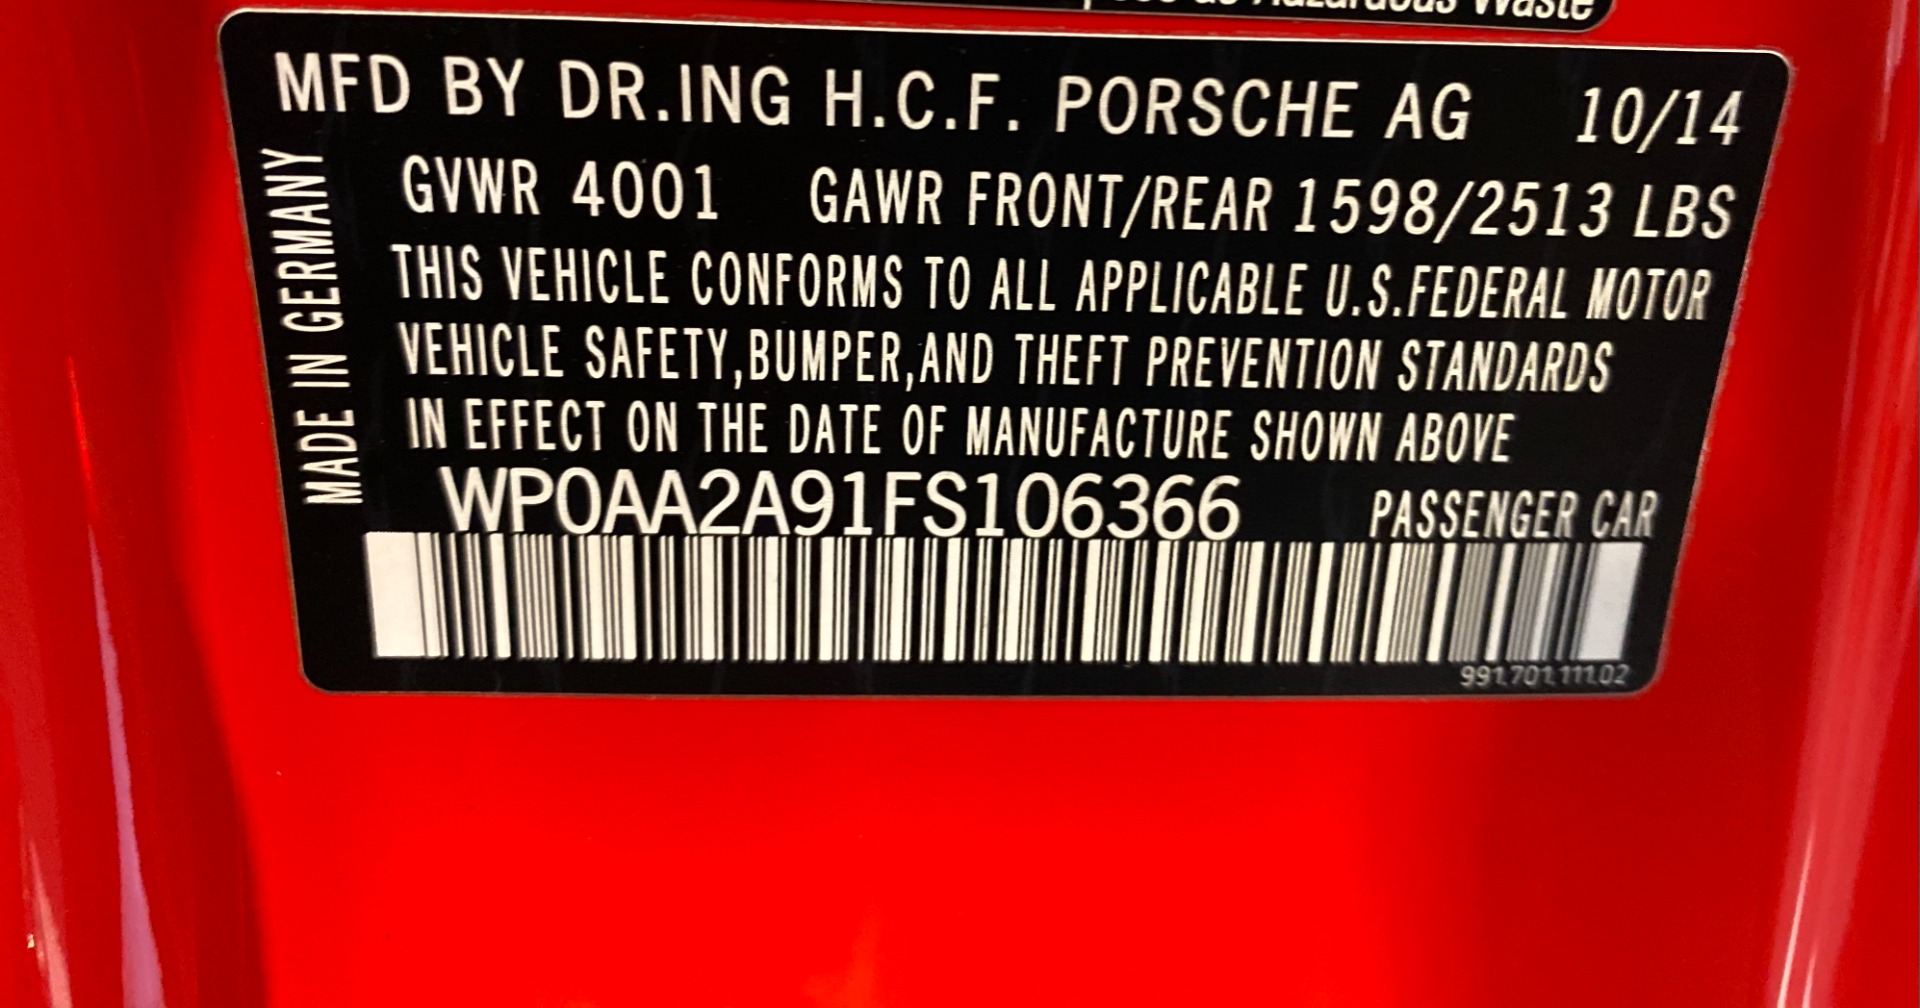 Hazardous Waste
MFD BY DR.ING H.C.F. PORSCHE AG 10/14
GVWR 4001 GAWR FRONT/REAR 1598/2513 LBS
THIS VEHICLE CONFORMS TO ALL APPLICABLE U.S.FEDERAL MOTOR
VEHICLE SAFETY,BUMPER,AND THEFT PREVENTION STANDARDS
IN EFFECT ON THE DATE OF MANUFACTURE SHOWN ABOVE
WP0AA2A91FS106366 PASSENGER CAR
991.701.111.02
MADE IN GERMANY